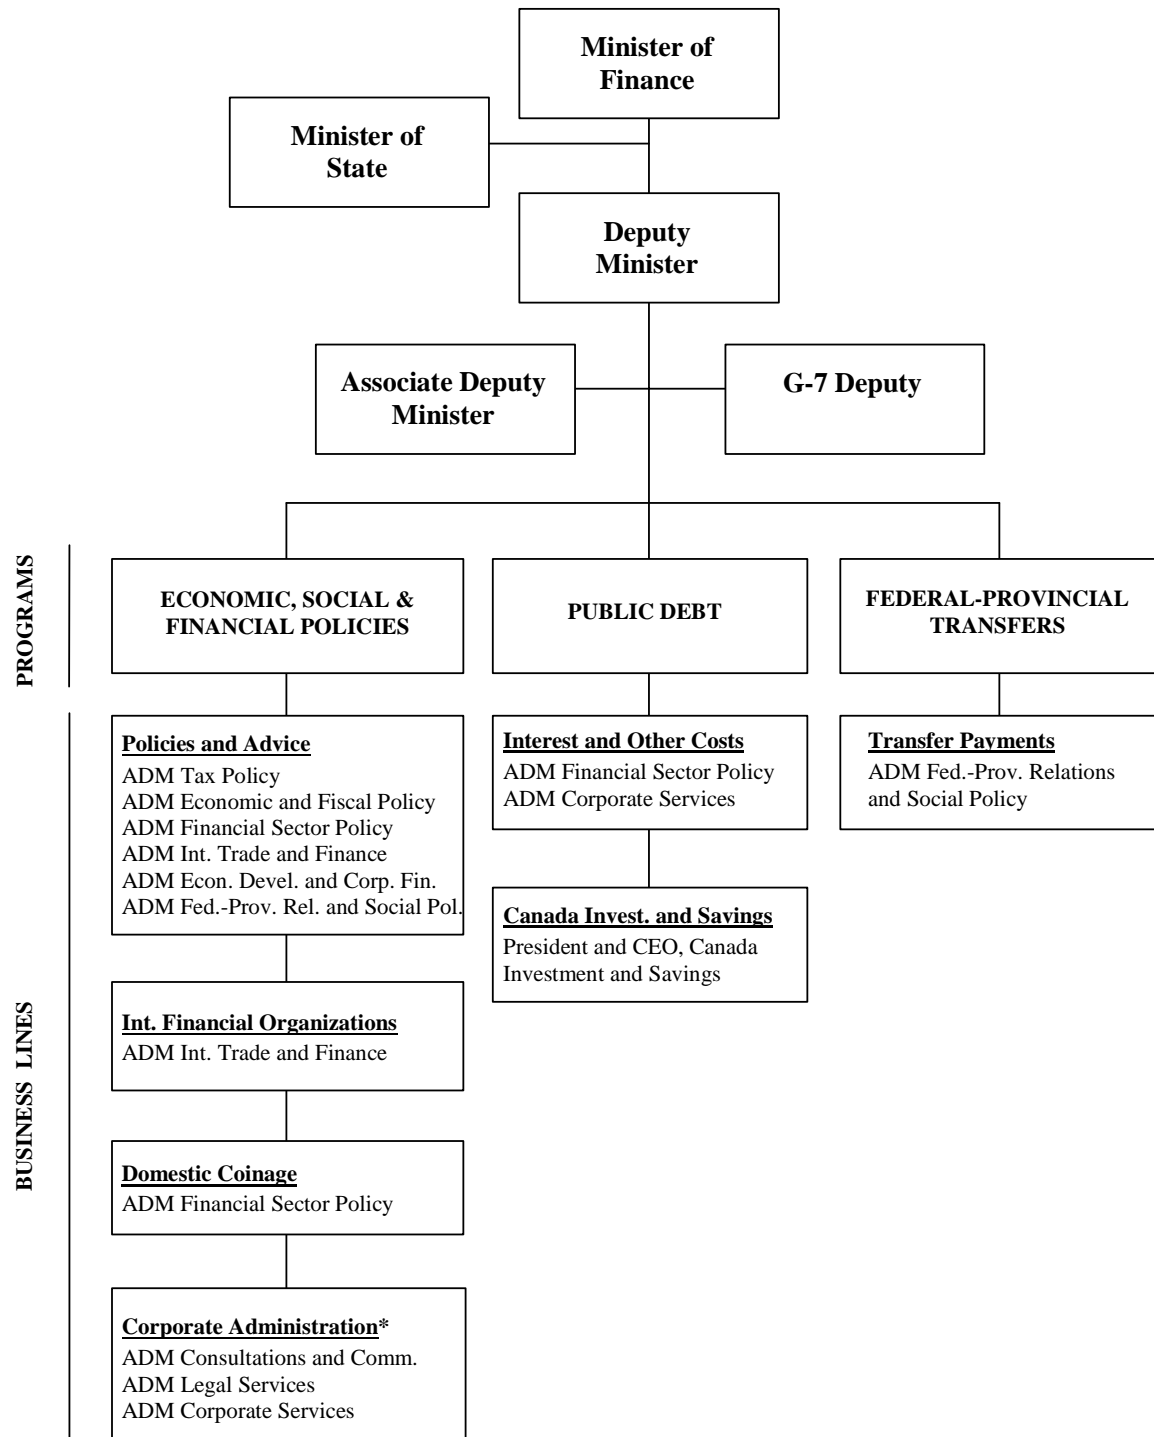 Minister of
Finance
Minister of
State
Deputy
Minister
Associate Deputy
Minister
G-7 Deputy
PROGRAMS
ECONOMIC, SOCIAL &
FINANCIAL POLICIES
PUBLIC DEBT
FEDERAL-PROVINCIAL
TRANSFERS
BUSINESS LINES
Policies and Advice
ADM Tax Policy
ADM Economic and Fiscal Policy
ADM Financial Sector Policy
ADM Int. Trade and Finance
ADM Econ. Devel. and Corp. Fin.
ADM Fed.-Prov. Rel. and Social Pol.
Int. Financial Organizations
ADM Int. Trade and Finance
Domestic Coinage
ADM Financial Sector Policy
Corporate Administration*
ADM Consultations and Comm.
ADM Legal Services
ADM Corporate Services
Interest and Other Costs
ADM Financial Sector Policy
ADM Corporate Services
Canada Invest. and Savings
President and CEO, Canada
Investment and Savings
Transfer Payments
ADM Fed.-Prov. Relations
and Social Policy